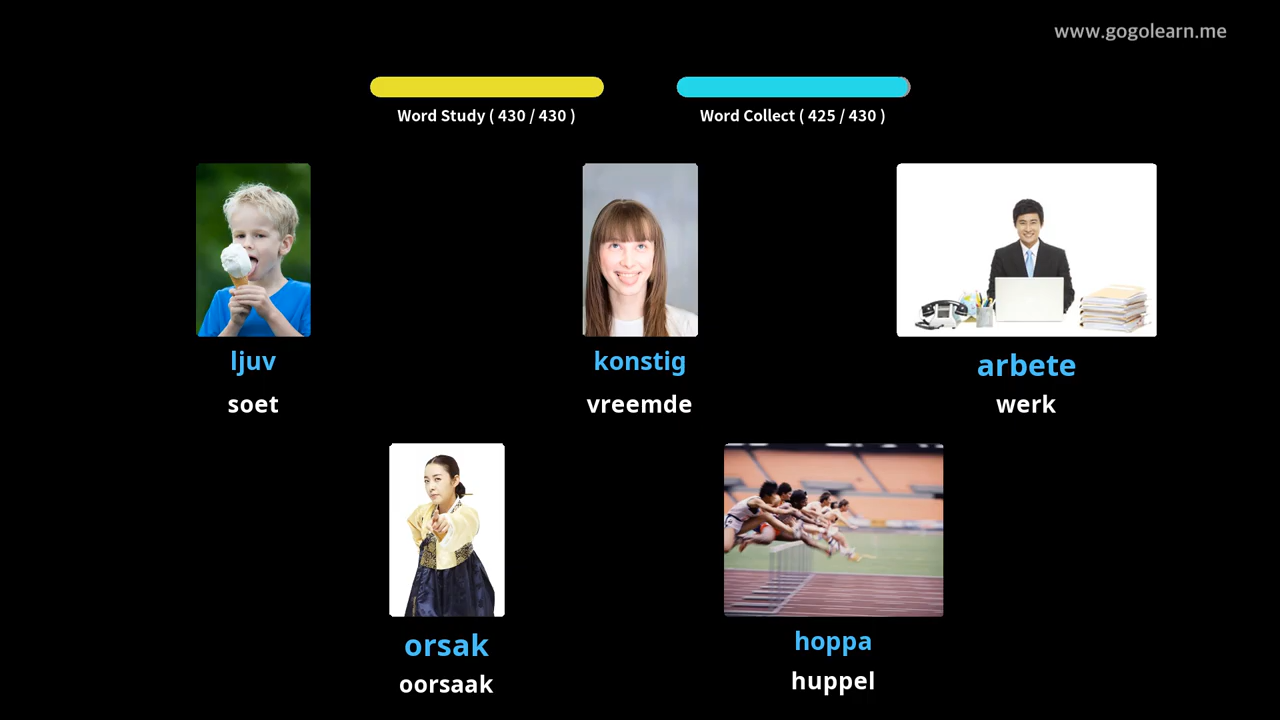 www.gogolearn.me
Word Study ( 430 / 430 )
Word Collect ( 425 / 430 )
ljuv
soet
konstig
vreemde
arbete
werk
orsak
oorsaak
hoppa
huppel